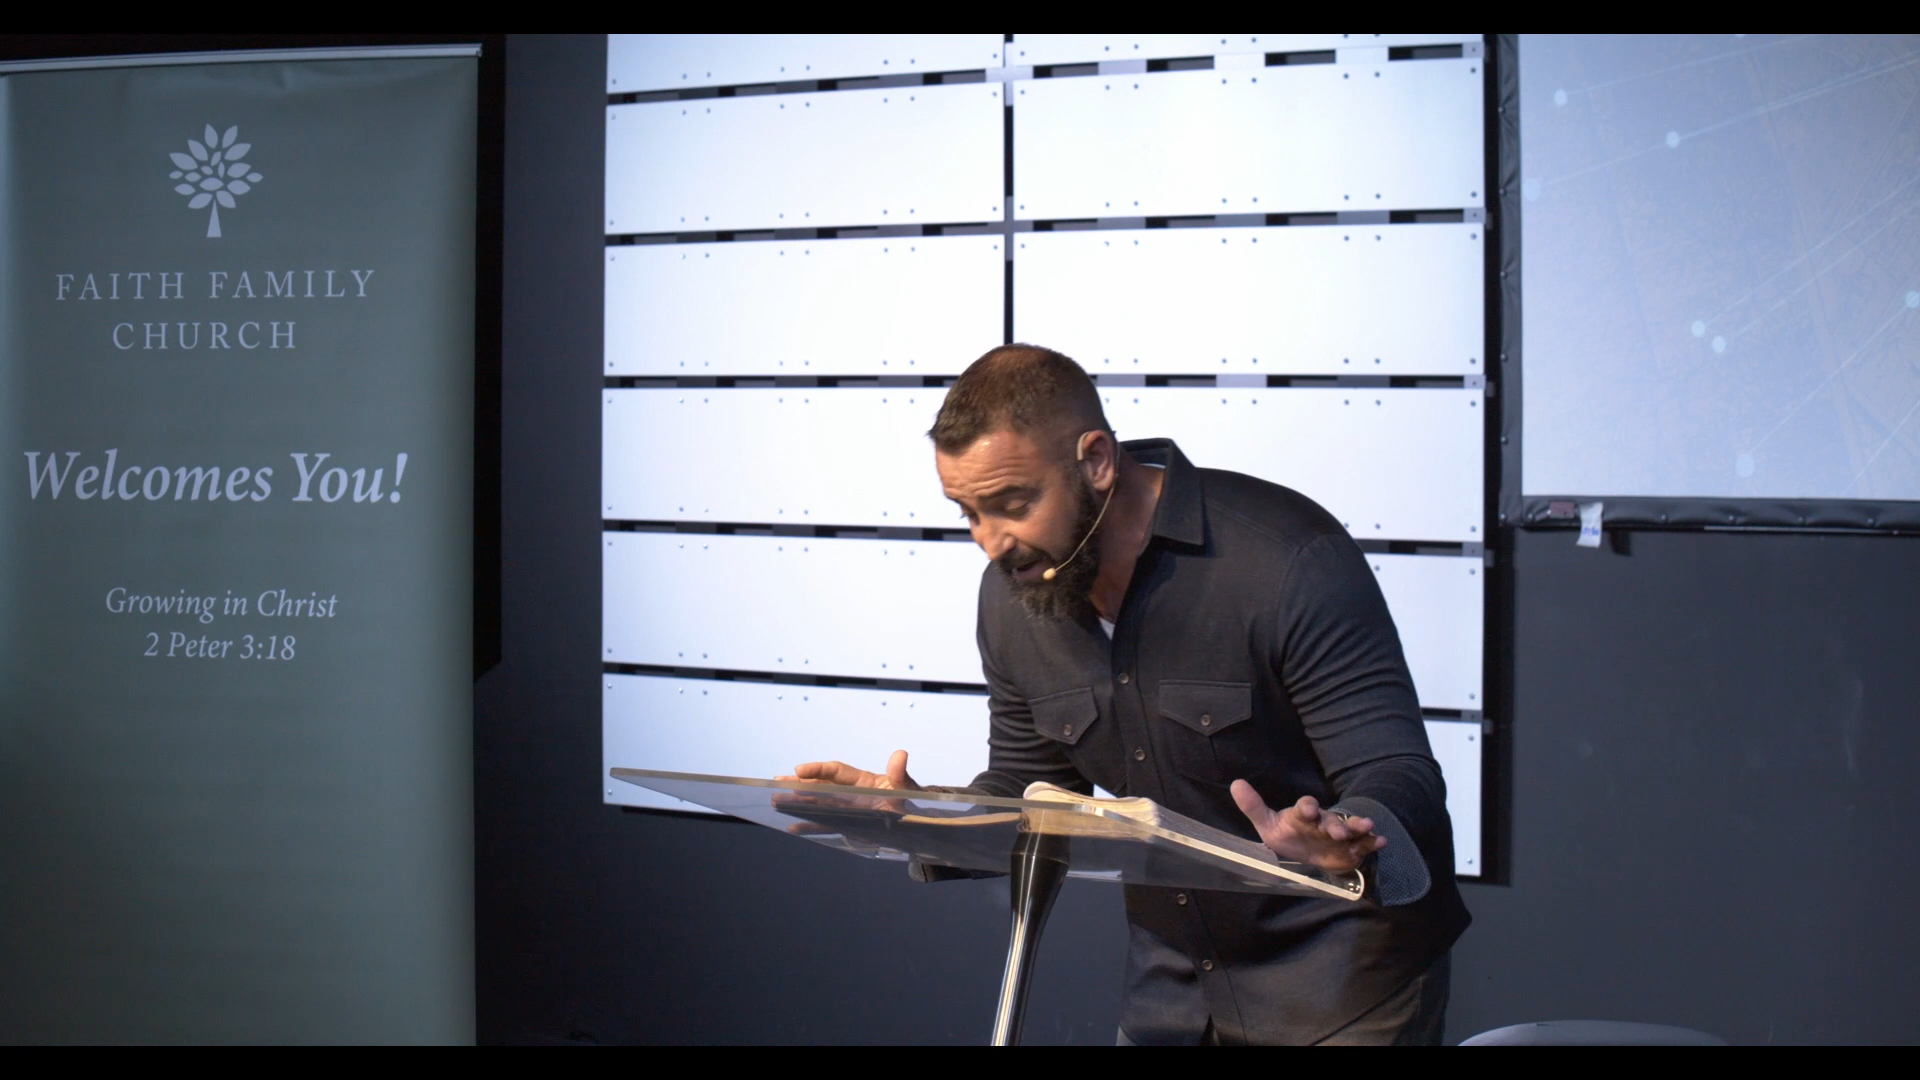 FAITH FAMILY
CHURCH
Welcomes You!
Growing in Christ
2 Peter 3:18